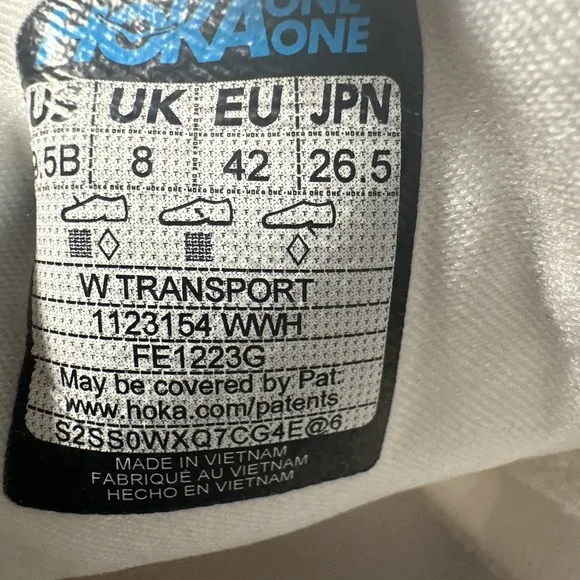 HOKA ONE ONE
US UK EU JPN
9.5B 8 42 26.5
W TRANSPORT
1123154 WWH
FE1223G
May be covered by Pat.
www.hoka.com/patents
S2SS0WXQ7CG4E@6
MADE IN VIETNAM
FABRIQUÉ AU VIETNAM
HECHO EN VIETNAM